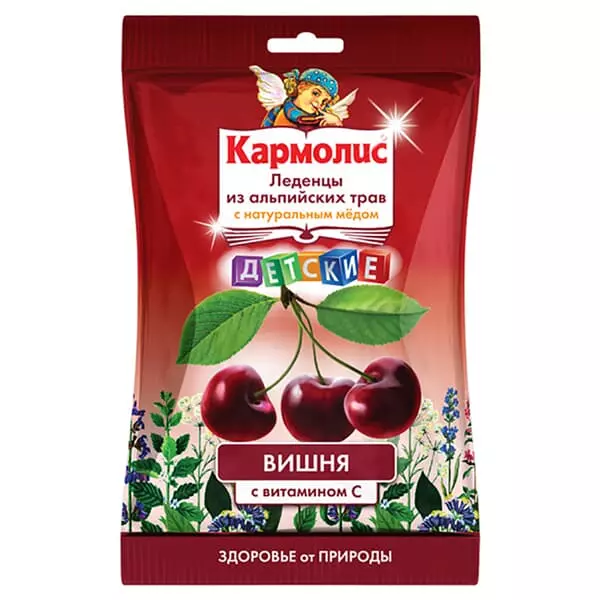 Кармолис
Леденцы
из альпийских трав
с натуральным мёдом
ДЕТСКИЕ
ВИШНЯ
с витамином С
ЗДОРОВЬЕ от ПРИРОДЫ